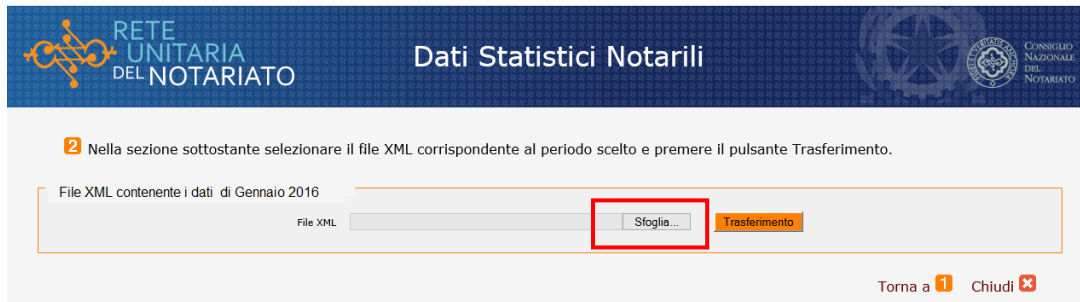 RETE
UNITARIA
DEL NOTARIATO
Dati Statistici Notarili
CONSIGLIO
NAZIONALE
DEL
NOTARIATO
2 Nella sezione sottostante selezionare il file XML corrispondente al periodo scelto e premere il pulsante Trasferimento.
File XML contenente i dati di Gennaio 2016
File XML Sfoglia... Trasferimento
Torna a 1 Chiudi